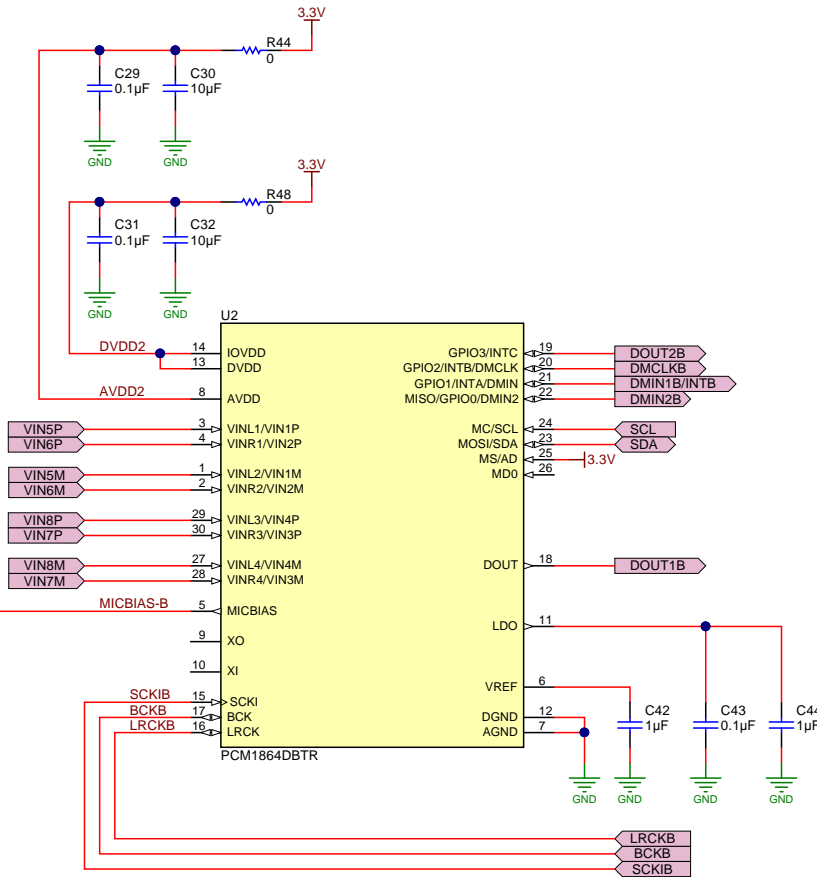 3.3V
R44
0
C29
0.1µF
C30
10µF
GND
GND
3.3V
R48
0
C31
0.1µF
C32
10µF
GND
GND
U2
DVDD2
14
IOVDD
13
DVDD
AVDD2
8
AVDD
VIN5P
3
VINL1/VIN1P
VIN6P
4
VINR1/VIN2P
VIN5M
1
VINL2/VIN1M
VIN6M
2
VINR2/VIN2M
VIN8P
29
VINL3/VIN4P
VIN7P
30
VINR3/VIN3P
VIN8M
27
VINL4/VIN4M
VIN7M
28
VINR4/VIN3M
MICBIAS-B
5
MICBIAS
9
XO
10
XI
SCKIB
15
SCKI
BCKB
17
BCK
LRCKB
16
LRCK
PCM1864DBTR
GPIO3/INTC
19
DOUT2B
GPIO2/INTB/DMCLK
20
DMCLKB
GPIO1/INTA/DMIN
21
DMIN1B/INTB
MISO/GPIO0/DMIN2
22
DMIN2B
MC/SCL
24
SCL
MOSI/SDA
23
SDA
MS/AD
25
3.3V
MD0
26
DOUT
18
DOUT1B
LDO
11
VREF
6
DGND
12
AGND
7
C42
1µF
C43
0.1µF
C44
1µF
GND
GND
GND
GND
LRCKB
BCKB
SCKIB